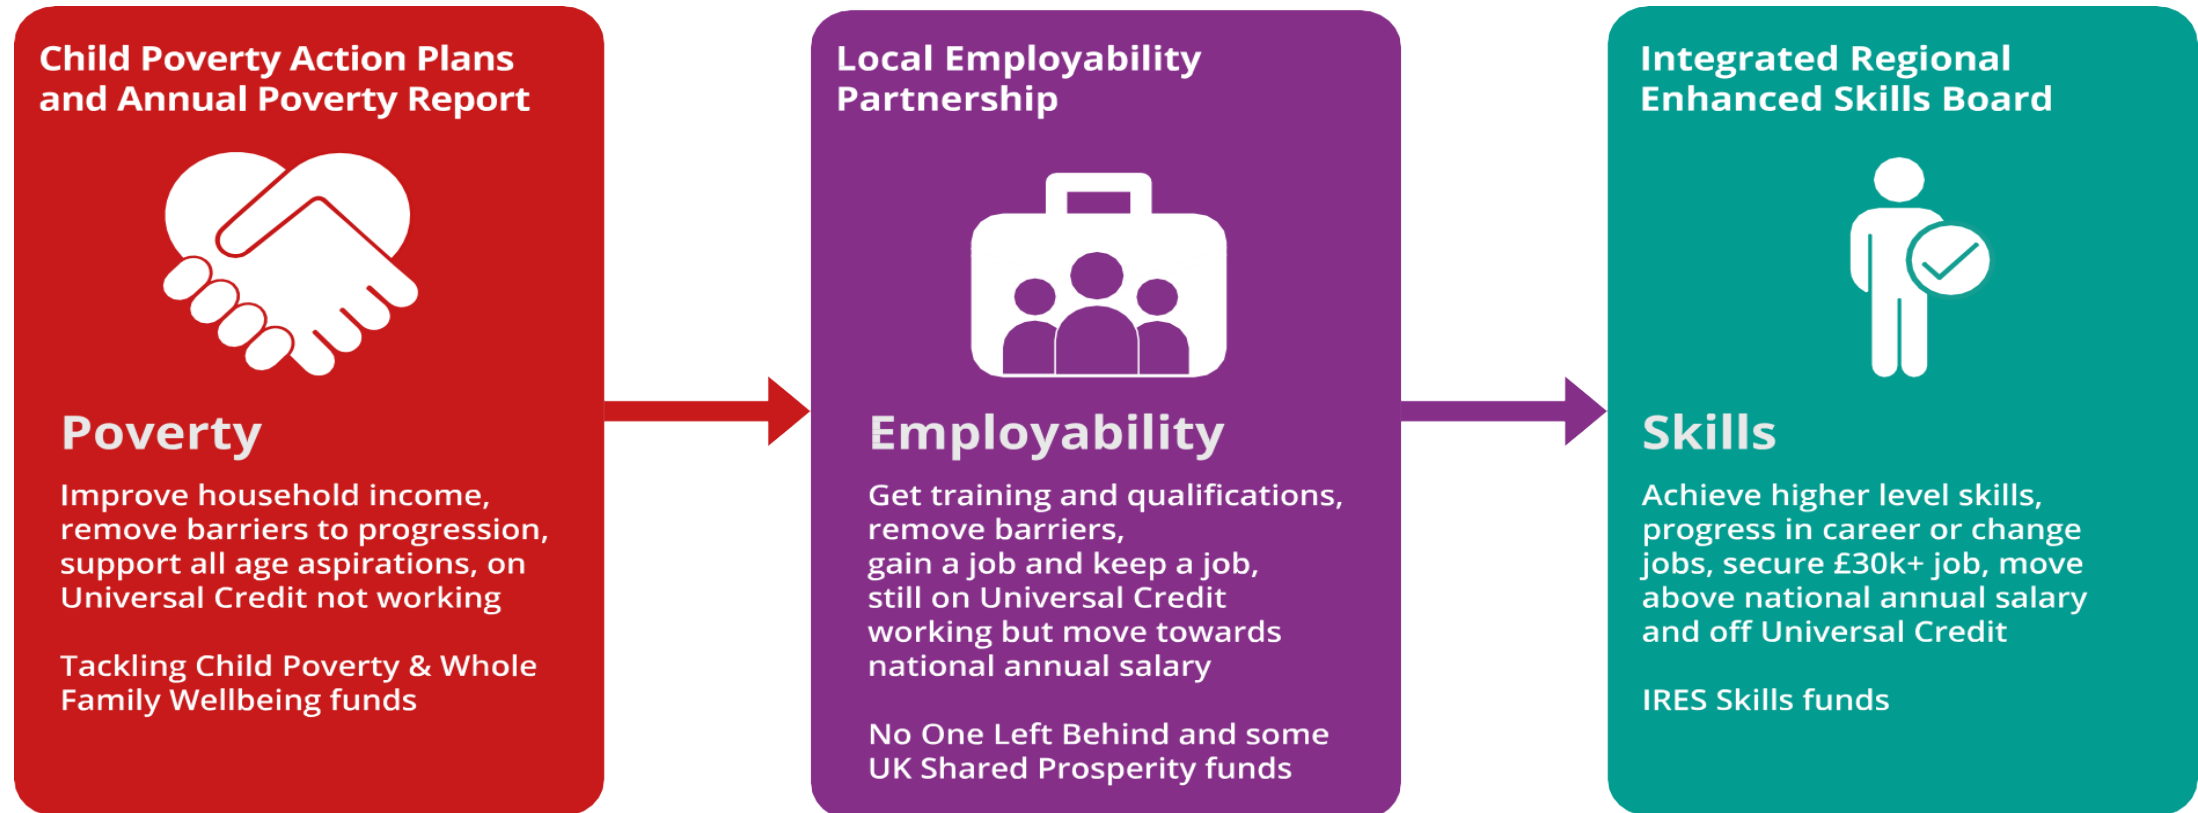 Child Poverty Action Plans
and Annual Poverty Report
Poverty
Improve household income,
remove barriers to progression,
support all age aspirations, on
Universal Credit not working
Tackling Child Poverty & Whole
Family Wellbeing funds
Local Employability
Partnership
Employability
Get training and qualifications,
remove barriers,
gain a job and keep a job,
still on Universal Credit
working but move towards
national annual salary
No One Left Behind and some
UK Shared Prosperity funds
Integrated Regional
Enhanced Skills Board
Skills
Achieve higher level skills,
progress in career or change
jobs, secure £30k+ job, move
above national annual salary
and off Universal Credit
IRES Skills funds